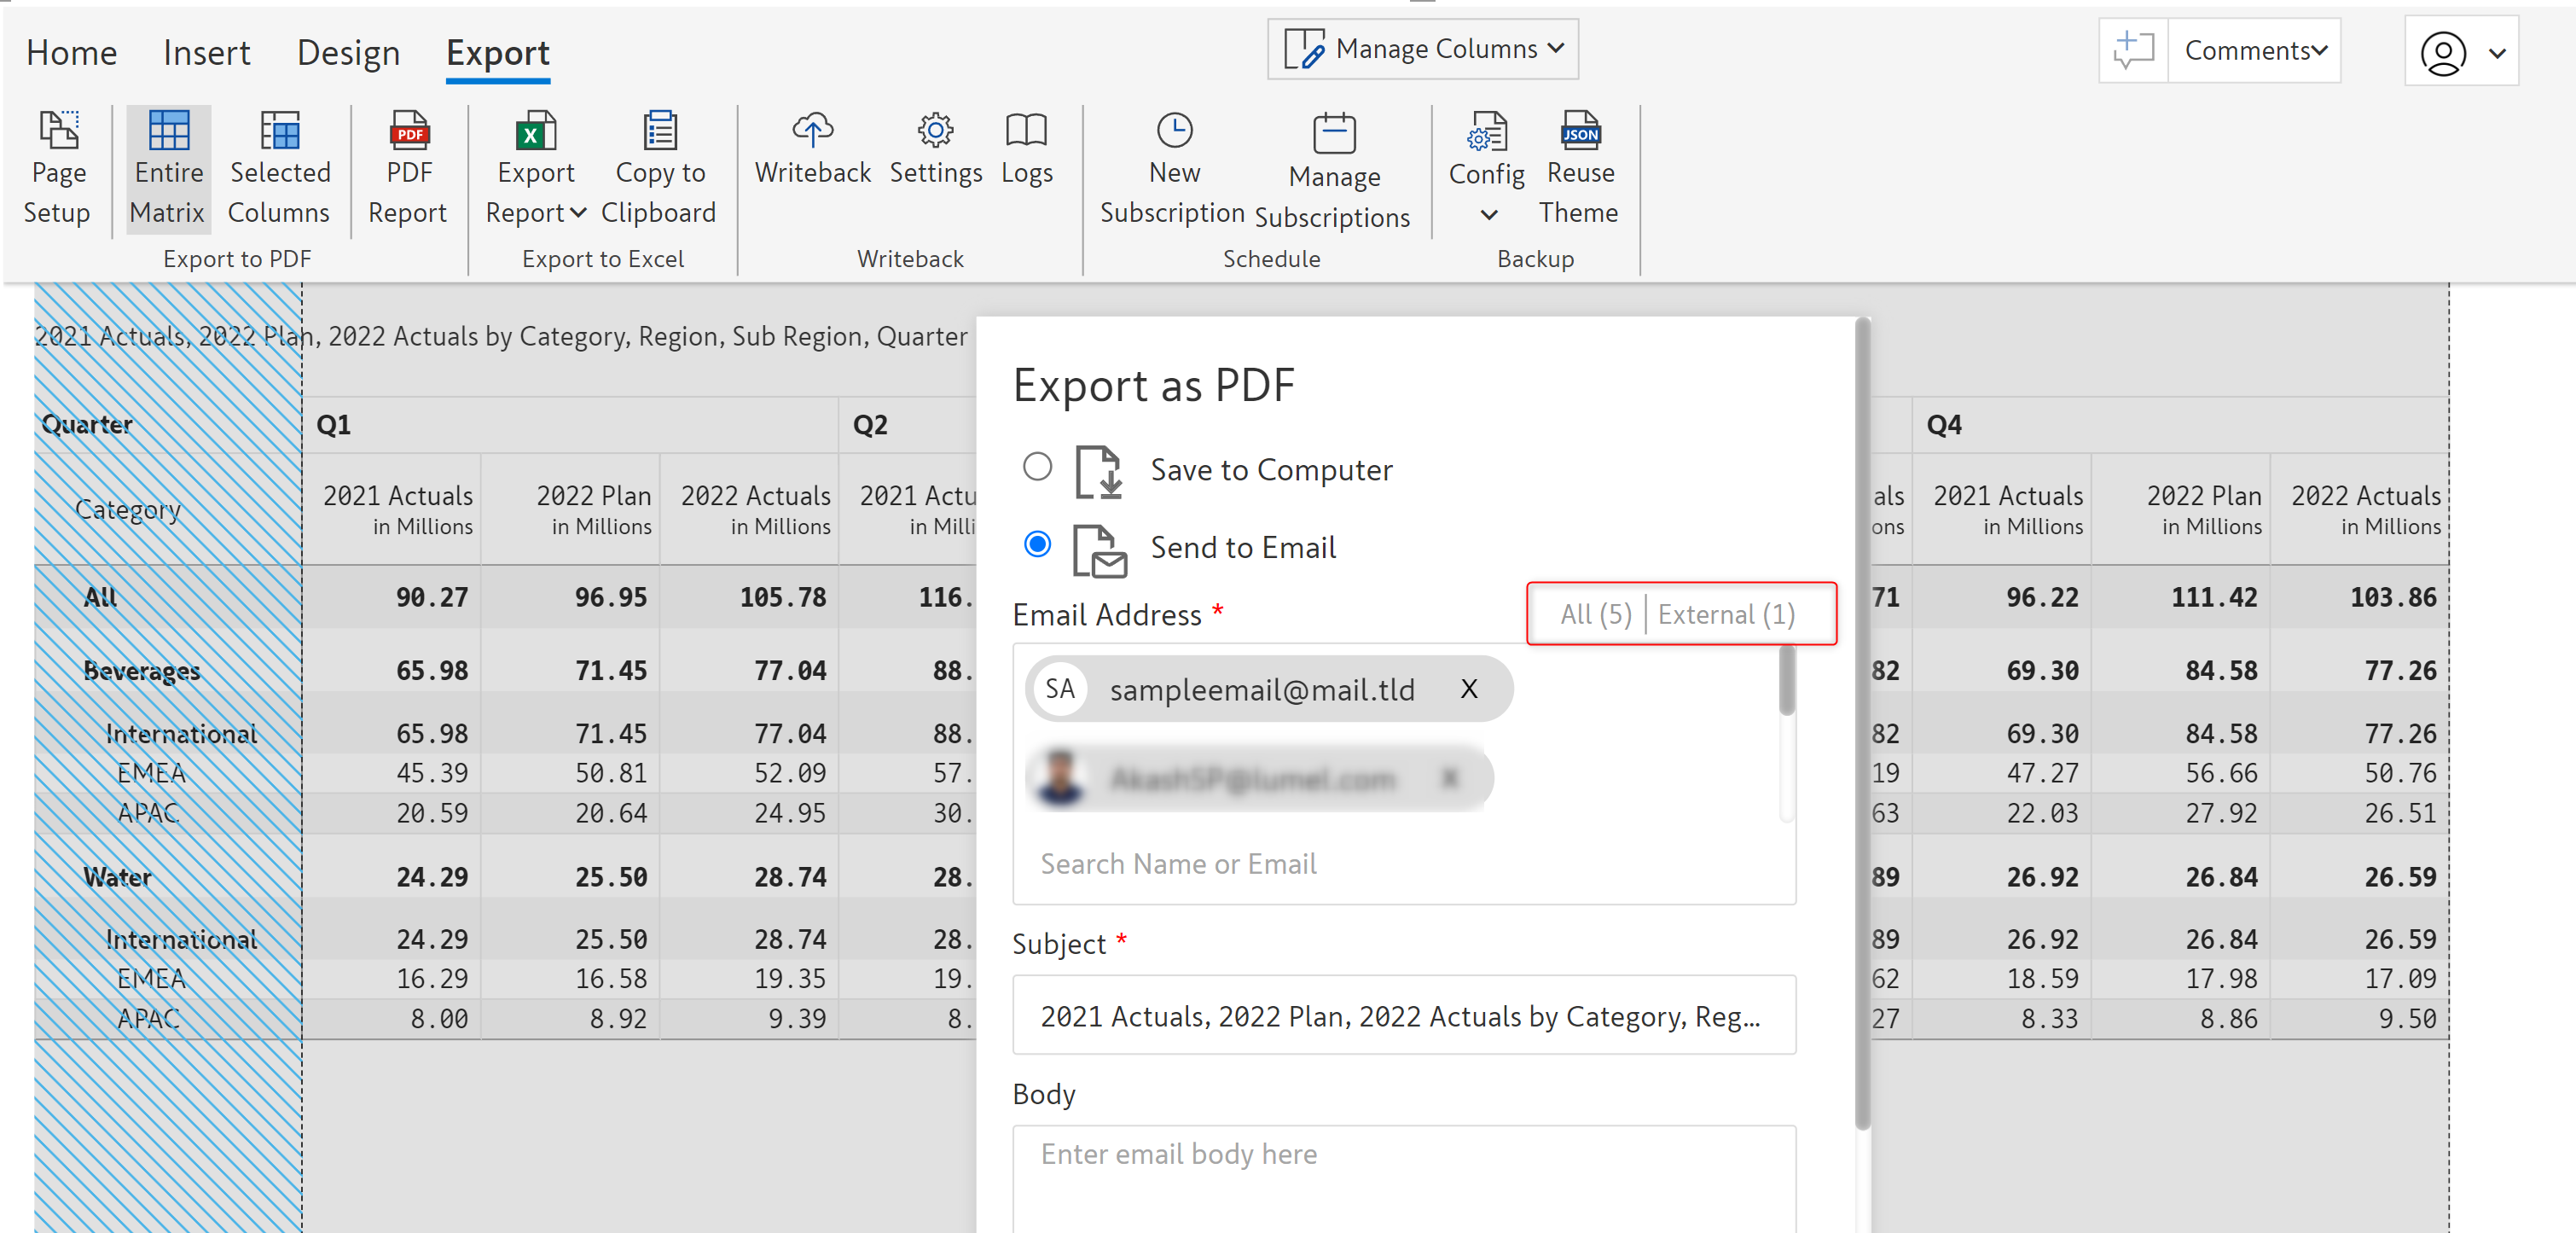 Home Insert Design Export Manage Columns Comments
Page Setup Entire Matrix Selected Columns PDF Report Export Report Copy to Clipboard Writeback Settings Logs New Subscription Manage Subscriptions Config Reuse Theme
PDF X JSON
Export to PDF Export to Excel Writeback Schedule Backup
2021 Actuals, 2022 Plan, 2022 Actuals by Category, Region, Sub Region, Quarter
Quarter Q1 Q2 Q4
Category 2021 Actuals 2022 Plan 2022 Actuals 2021 Actu als 2021 Actuals 2022 Plan 2022 Actuals
in Millions in Millions in Millions in Milli ons in Millions in Millions in Millions
All 90.27 96.95 105.78 116. 71 96.22 111.42 103.86
Beverages 65.98 71.45 77.04 88. 82 69.30 84.58 77.26
International 65.98 71.45 77.04 88. 82 69.30 84.58 77.26
EMEA 45.39 50.81 52.09 57. 19 47.27 56.66 50.76
APAC 20.59 20.64 24.95 30. 63 22.03 27.92 26.51
Water 24.29 25.50 28.74 28. 89 26.92 26.84 26.59
International 24.29 25.50 28.74 28. 89 26.92 26.84 26.59
EMEA 16.29 16.58 19.35 19. 62 18.59 17.98 17.09
APAC 8.00 8.92 9.39 8. 27 8.33 8.86 9.50
Export as PDF
Save to Computer
Send to Email
Email Address * All (5) External (1)
SA sampleemail@mail.tld X
Search Name or Email
Subject *
2021 Actuals, 2022 Plan, 2022 Actuals by Category, Reg...
Body
Enter email body here